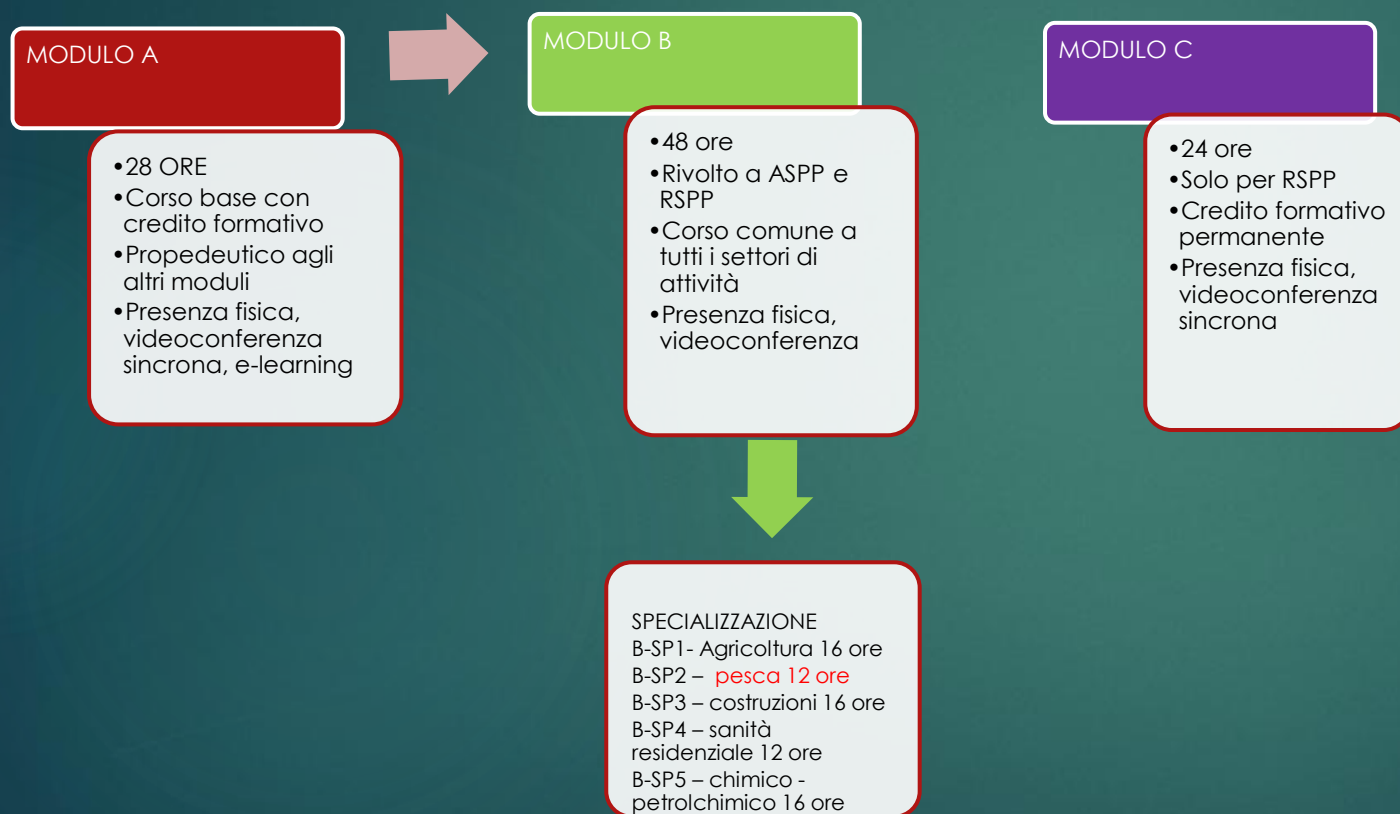 MODULO A
•28 ORE
•Corso base con
credito formativo
•Propedeutico agli
altri moduli
•Presenza fisica,
videoconferenza
sincrona, e-learning
MODULO B
•48 ore
•Rivolto a ASPP e
RSPP
•Corso comune a
tutti i settori di
attività
•Presenza fisica,
videoconferenza
SPECIALIZZAZIONE
B-SP1- Agricoltura 16 ore
B-SP2 – pesca 12 ore
B-SP3 – costruzioni 16 ore
B-SP4 – sanità
residenziale 12 ore
B-SP5 – chimico -
petrolchimico 16 ore
MODULO C
•24 ore
•Solo per RSPP
•Credito formativo
permanente
•Presenza fisica,
videoconferenza
sincrona